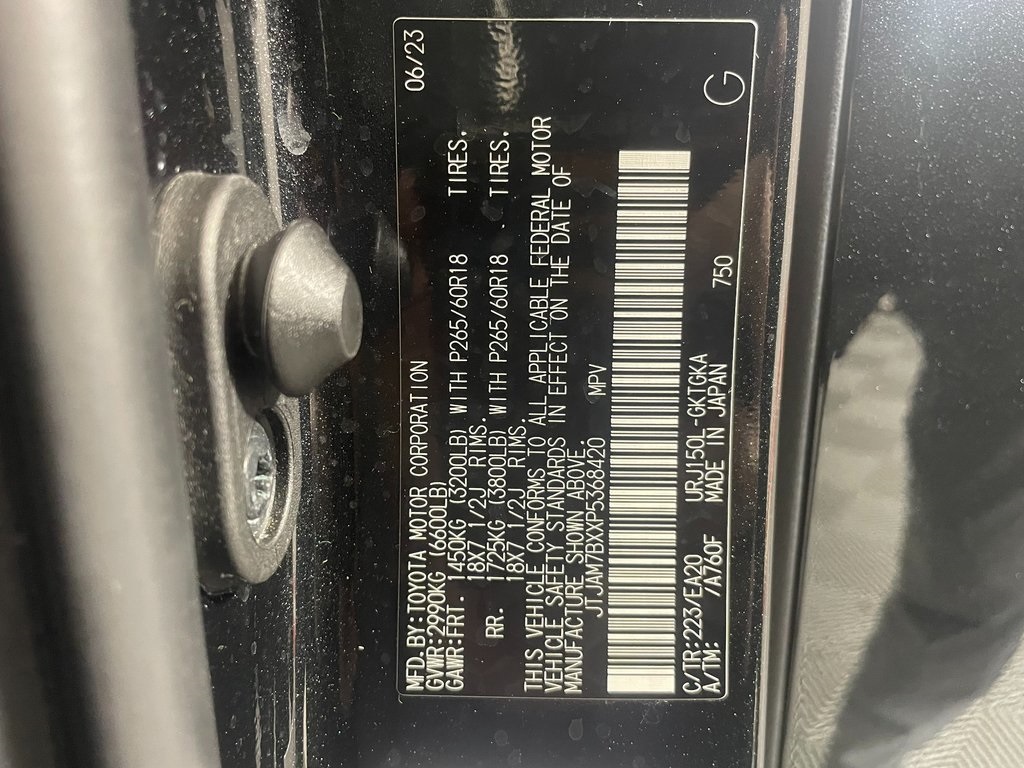 MFD.BY:TOYOTA MOTOR CORPORATION 06/23
GVWR:2990KG (6600LB)
GAWR:FRT. 1450KG (3200LB) WITH P265/60R18 TIRES.
18X7 1/2J RIMS.
RR. 1725KG (3800LB) WITH P265/60R18 TIRES.
18X7 1/2J RIMS.
THIS VEHICLE CONFORMS TO ALL APPLICABLE FEDERAL MOTOR
VEHICLE SAFETY STANDARDS IN EFFECT ON THE DATE OF
MANUFACTURE SHOWN ABOVE.
JTJAM7BXXP5368420 MPV
C/TR:223/EA20 URJ150L-GKTGKA
A/TM: /A760F MADE IN JAPAN 750
G